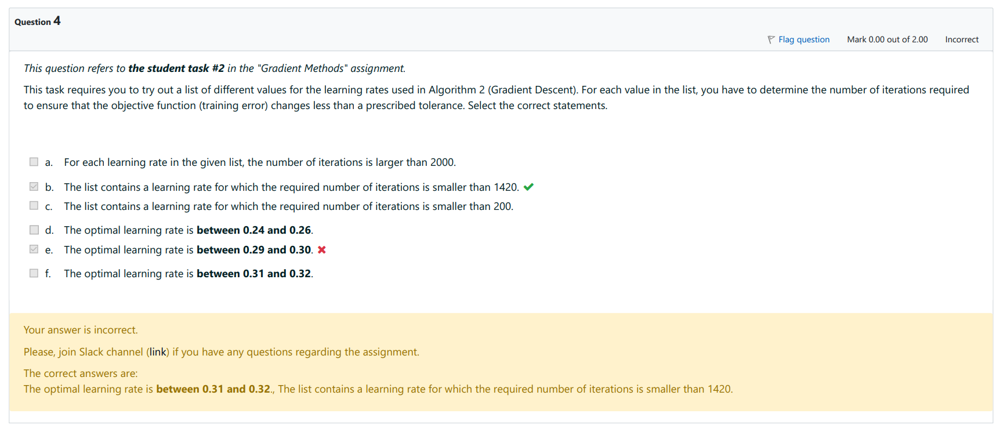 Question 4
Flag question Mark 0.00 out of 2.00 Incorrect
This question refers to the student task #2 in the "Gradient Methods" assignment.
This task requires you to try out a list of different values for the learning rates used in Algorithm 2 (Gradient Descent). For each value in the list, you have to determine the number of iterations required
to ensure that the objective function (training error) changes less than a prescribed tolerance. Select the correct statements.
a. For each learning rate in the given list, the number of iterations is larger than 2000.
b. The list contains a learning rate for which the required number of iterations is smaller than 1420.
c. The list contains a learning rate for which the required number of iterations is smaller than 200.
d. The optimal learning rate is between 0.24 and 0.26.
e. The optimal learning rate is between 0.29 and 0.30.
f. The optimal learning rate is between 0.31 and 0.32.
Your answer is incorrect.
Please, join Slack channel (link) if you have any questions regarding the assignment.
The correct answers are:
The optimal learning rate is between 0.31 and 0.32., The list contains a learning rate for which the required number of iterations is smaller than 1420.